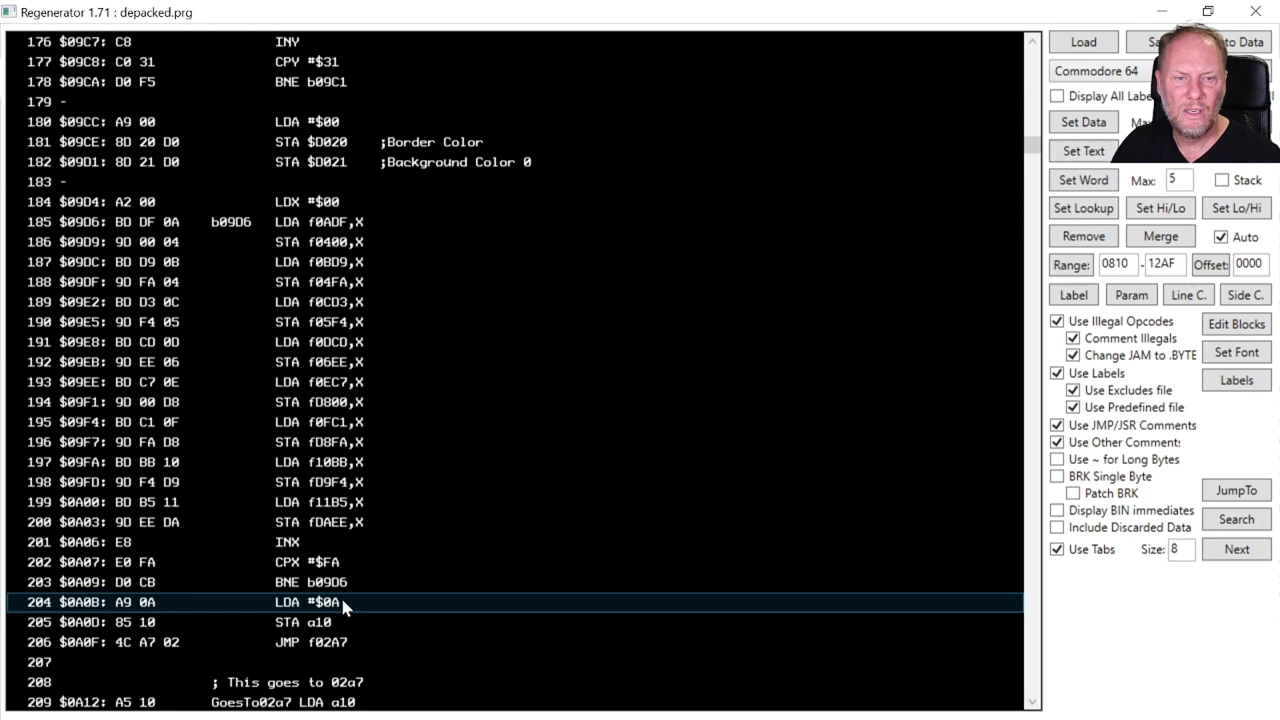 Regenerator 1.71 : depacked.prg
176 $09C7: C8 INY
177 $09C8: C0 31 CPY #$31
178 $09CA: D0 F5 BNE b09C1
179 -
180 $09CC: A9 00 LDA #$00
181 $09CE: 8D 20 D0 STA $D020 ;Border Color
182 $09D1: 8D 21 D0 STA $D021 ;Background Color 0
183 -
184 $09D4: A2 00 LDX #$00
185 $09D6: BD DF 0A b09D6 LDA f0ADF,X
186 $09D9: 9D 00 04 STA f0400,X
187 $09DC: BD D9 0B LDA f0BD9,X
188 $09DF: 9D FA 04 STA f04FA,X
189 $09E2: BD D3 0C LDA f0CD3,X
190 $09E5: 9D F4 05 STA f05F4,X
191 $09E8: BD CD 0D LDA f0DCD,X
192 $09EB: 9D EE 06 STA f06EE,X
193 $09EE: BD C7 0E LDA f0EC7,X
194 $09F1: 9D 00 D8 STA fD800,X
195 $09F4: BD C1 0F LDA f0FC1,X
196 $09F7: 9D FA D8 STA fD8FA,X
197 $09FA: BD BB 10 LDA f10BB,X
198 $09FD: 9D F4 D9 STA fD9F4,X
199 $0A00: BD B5 11 LDA f11B5,X
200 $0A03: 9D EE DA STA fDAEE,X
201 $0A06: E8 INX
202 $0A07: E0 FA CPX #$FA
203 $0A09: D0 CB BNE b09D6
204 $0A0B: A9 0A LDA #$0A
205 $0A0D: 85 10 STA a10
206 $0A0F: 4C A7 02 JMP f02A7
207
208 ; This goes to 02a7
209 $0A12: A5 10 GoesTo02a7 LDA a10
Load to Data
Commodore 64
Display All
Set Data
Set Text
Set Word Max: 5 Stack
Set Lookup Set Hi/Lo Set Lo/Hi
Remove Merge Auto
Range: 0810 - 12AF Offset: 0000
Label Param Line C. Side C.
Use Illegal Opcodes Edit Blocks
Comment Illegals
Change JAM to .BYTE Set Font
Use Labels Labels
Use Excludes file
Use Predefined file
Use JMP/JSR Comments
Use Other Comments
Use ~ for Long Bytes
BRK Single Byte JumpTo
Patch BRK
Display BIN immediates Search
Include Discarded Data
Use Tabs Size: 8 Next